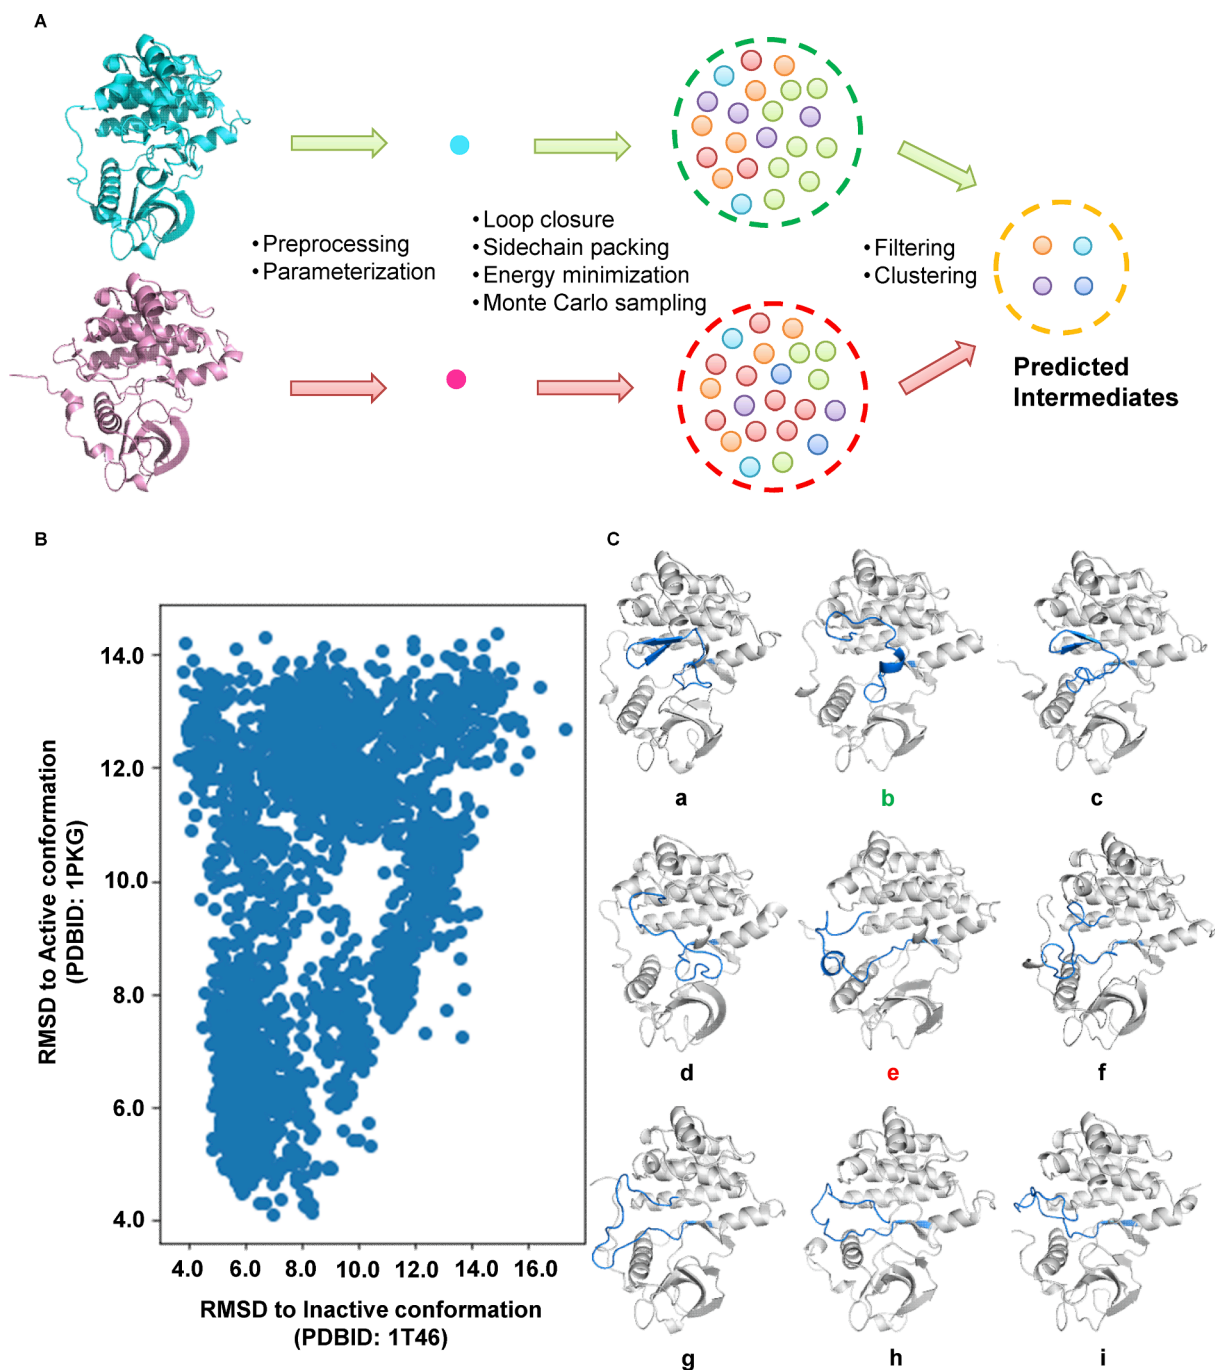 A
• Preprocessing
• Parameterization
• Loop closure
• Sidechain packing
• Energy minimization
• Monte Carlo sampling
• Filtering
• Clustering
Predicted
Intermediates
B
RMSD to Active conformation
(PDBID: 1PKG)
14.0
12.0
10.0
8.0
6.0
4.0
4.0 6.0 8.0 10.0 12.0 14.0 16.0
RMSD to Inactive conformation
(PDBID: 1T46)
C
a b c
d e f
g h i